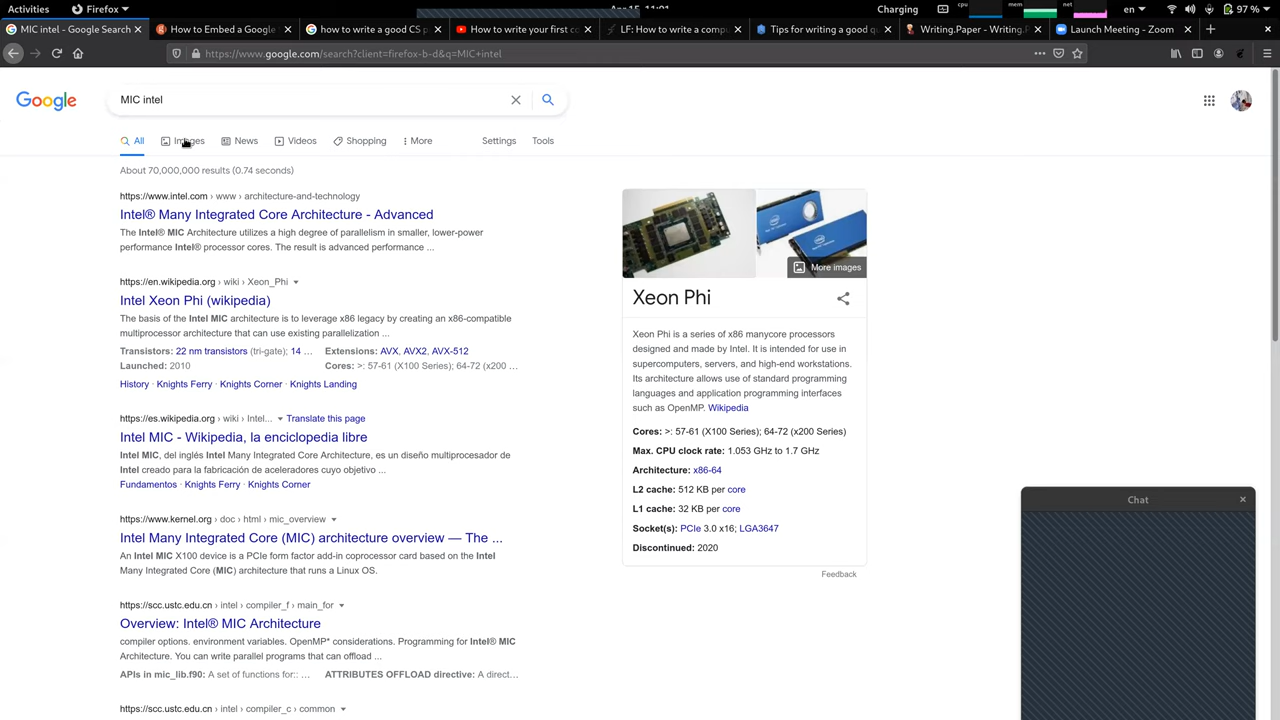 Activities Firefox Charging cpu mem net en 97 %
MIC intel - Google Search How to Embed a Google how to write a good CS p How to write your first cc LF: How to write a compu Tips for writing a good qu Writing.Paper - Writing.F Launch Meeting - Zoom
https://www.google.com/search?client=firefox-b-d&q=MIC+intel
Google MIC intel
All Images News Videos Shopping More Settings Tools
About 70,000,000 results (0.74 seconds)
https://www.intel.com › www › architecture-and-technology
Intel® Many Integrated Core Architecture - Advanced
The Intel® MIC Architecture utilizes a high degree of parallelism in smaller, lower-power
performance Intel® processor cores. The result is advanced performance ...
https://en.wikipedia.org › wiki › Xeon_Phi
Intel Xeon Phi (wikipedia)
The basis of the Intel MIC architecture is to leverage x86 legacy by creating an x86-compatible
multiprocessor architecture that can use existing parallelization ...
Transistors: 22 nm transistors (tri-gate); 14 ... Extensions: AVX, AVX2, AVX-512
Launched: 2010 Cores: >: 57-61 (X100 Series); 64-72 (x200 ...
History · Knights Ferry · Knights Corner · Knights Landing
https://es.wikipedia.org › wiki › Intel... Translate this page
Intel MIC - Wikipedia, la enciclopedia libre
Intel MIC, del inglés Intel Many Integrated Core Architecture, es un diseño multiprocesador de
Intel creado para la fabricación de aceleradores cuyo objetivo ...
Fundamentos · Knights Ferry · Knights Corner
https://www.kernel.org › doc › html › mic_overview
Intel Many Integrated Core (MIC) architecture overview — The ...
An Intel MIC X100 device is a PCIe form factor add-in coprocessor card based on the Intel
Many Integrated Core (MIC) architecture that runs a Linux OS.
https://scc.ustc.edu.cn › intel › compiler_f › main_for
Overview: Intel® MIC Architecture
compiler options. environment variables. OpenMP* considerations. Programming for Intel® MIC
Architecture. You can write parallel programs that can offload ...
APIs in mic_lib.f90: A set of functions for:: ... ATTRIBUTES OFFLOAD directive: A direct...
https://scc.ustc.edu.cn › intel › compiler_c › common
More images
Xeon Phi
Xeon Phi is a series of x86 manycore processors
designed and made by Intel. It is intended for use in
supercomputers, servers, and high-end workstations.
Its architecture allows use of standard programming
languages and application programming interfaces
such as OpenMP. Wikipedia
Cores: >: 57-61 (X100 Series); 64-72 (x200 Series)
Max. CPU clock rate: 1.053 GHz to 1.7 GHz
Architecture: x86-64
L2 cache: 512 KB per core
L1 cache: 32 KB per core
Socket(s): PCIe 3.0 x16; LGA3647
Discontinued: 2020
Feedback
Chat